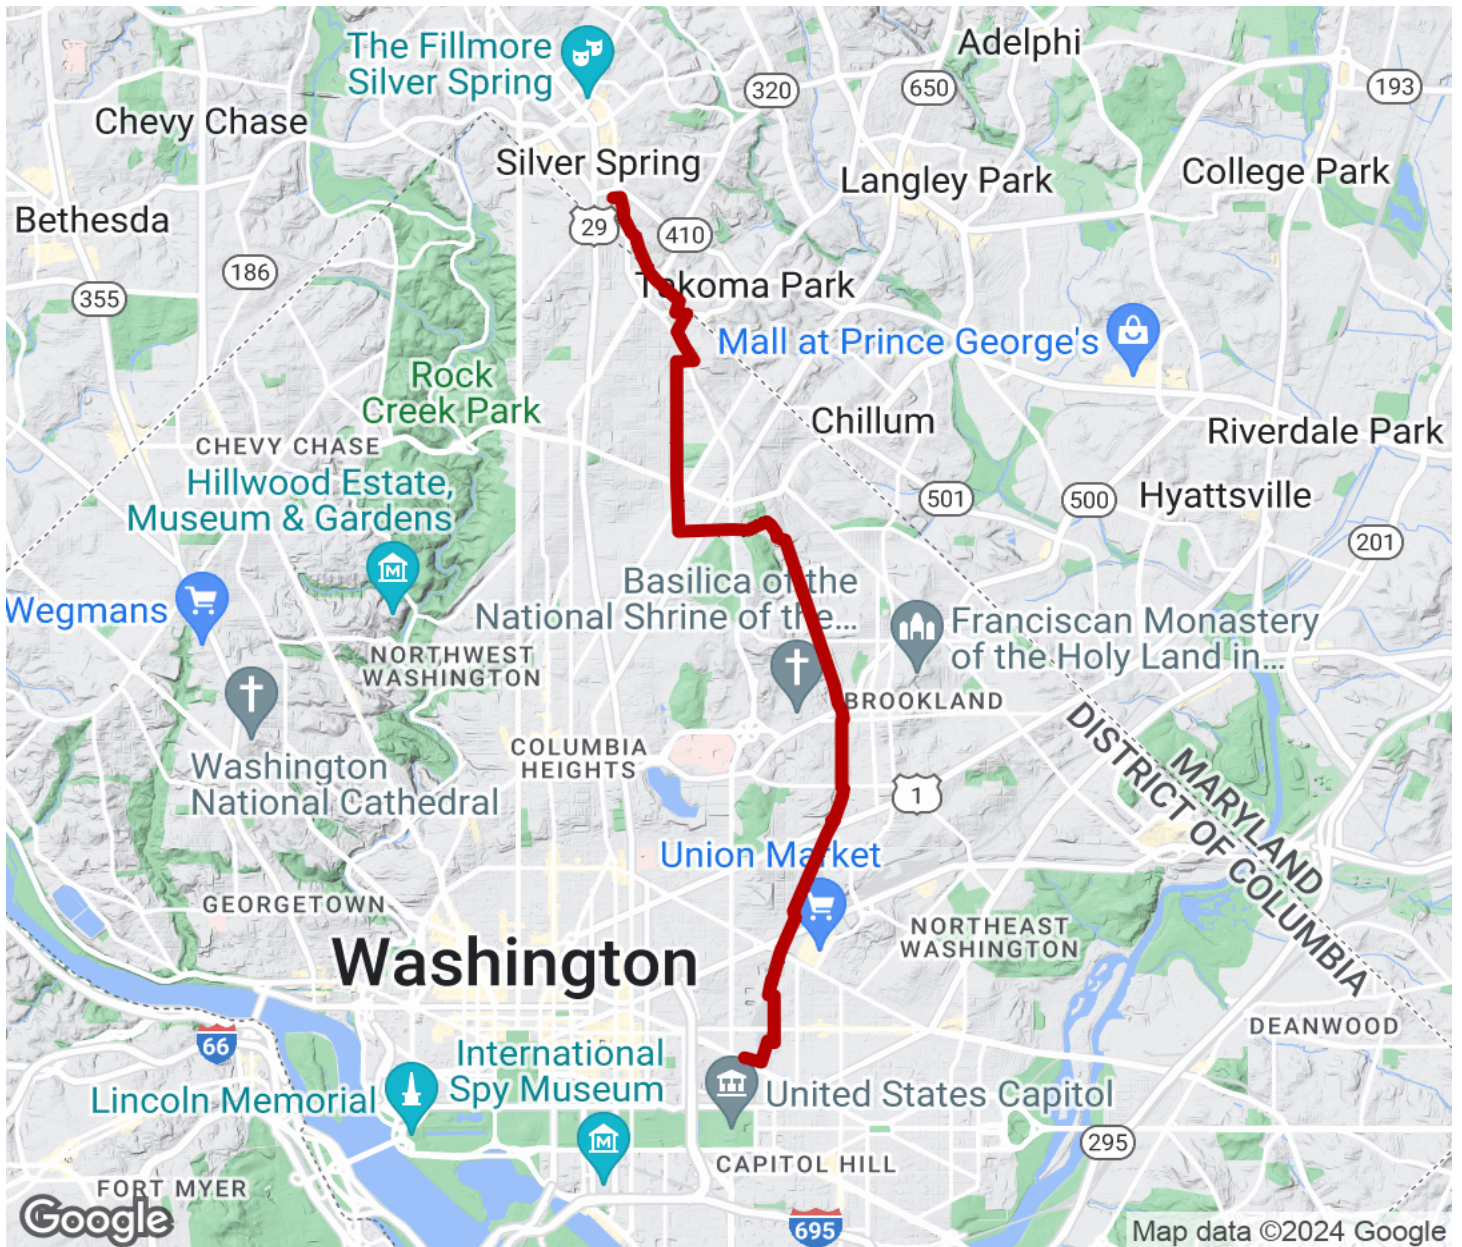 The Fillmore
Silver Spring
Adelphi
320
650
193
Chevy Chase
Silver Spring
Langley Park
College Park
Bethesda
29
410
186
355
Takoma Park
Mall at Prince George's
Rock
Creek Park
Chillum
Riverdale Park
CHEVY CHASE
Hillwood Estate,
Museum & Gardens
501
500
Hyattsville
201
Wegmans
Basilica of the
National Shrine of the...
Franciscan Monastery
of the Holy Land in...
NORTHWEST
WASHINGTON
BROOKLAND
COLUMBIA
HEIGHTS
Washington
National Cathedral
1
MARYLAND
DISTRICT OF COLUMBIA
Union Market
GEORGETOWN
NORTHEAST
WASHINGTON
Washington
DEANWOOD
66
International
Spy Museum
Lincoln Memorial
United States Capitol
295
CAPITOL HILL
FORT MYER
695
Google
Map data ©2024 Google